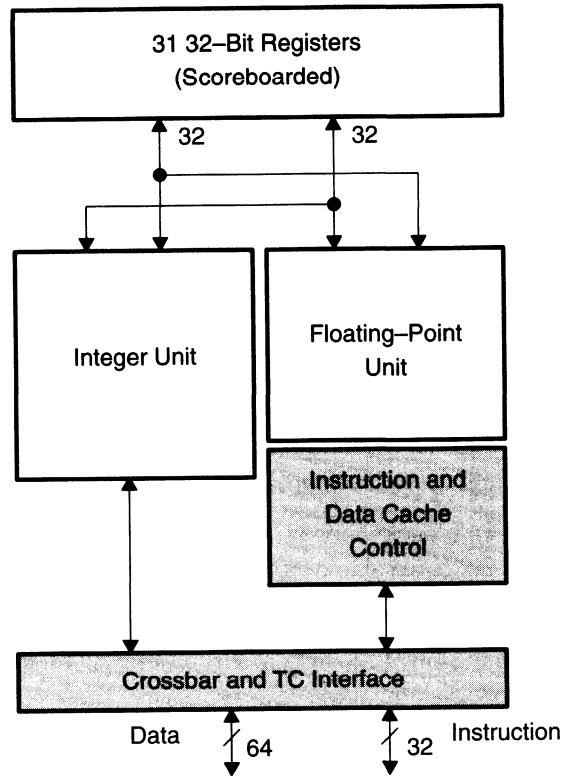 31 32–Bit Registers
(Scoreboarded)
32 32
Integer Unit
Floating–Point
Unit
Instruction and
Data Cache
Control
Crossbar and TC Interface
Data 64 32 Instruction